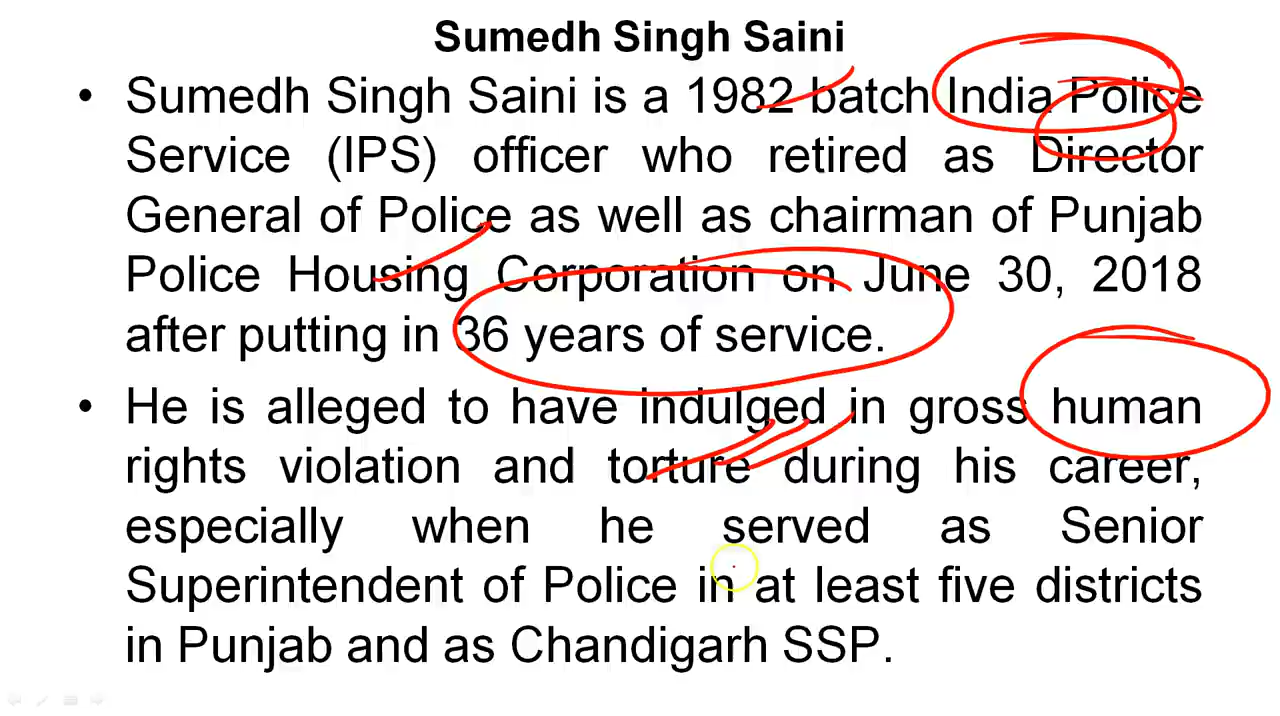 Sumedh Singh Saini
• Sumedh Singh Saini is a 1982 batch India Police
Service (IPS) officer who retired as Director
General of Police as well as chairman of Punjab
Police Housing Corporation on June 30, 2018
after putting in 36 years of service.
• He is alleged to have indulged in gross human
rights violation and torture during his career,
especially when he served as Senior
Superintendent of Police in at least five districts
in Punjab and as Chandigarh SSP.